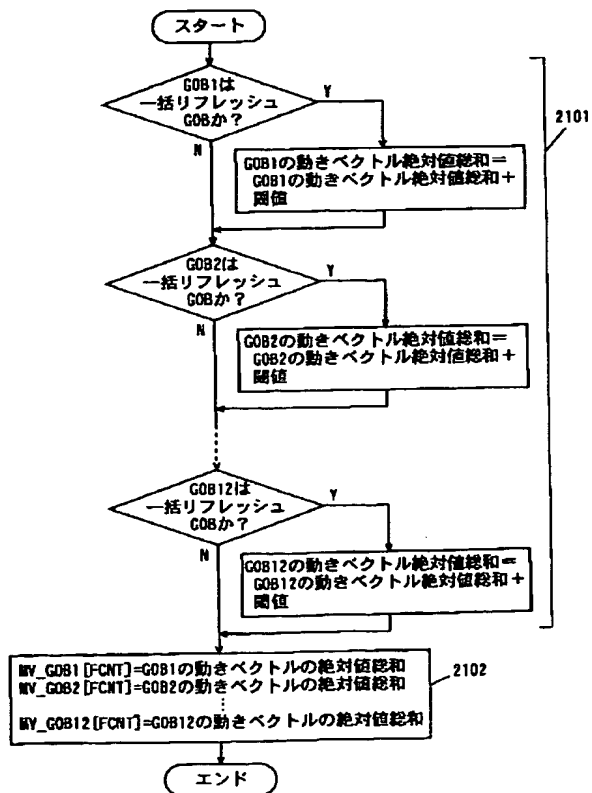 スタート
GOB1は
一括リフレッシュ
GOBか？
Y
N
GOB1の動きベクトル絶対値総和＝
GOB1の動きベクトル絶対値総和＋
閾値
2101
GOB2は
一括リフレッシュ
GOBか？
Y
N
GOB2の動きベクトル絶対値総和＝
GOB2の動きベクトル絶対値総和＋
閾値
GOB12は
一括リフレッシュ
GOBか？
Y
N
GOB12の動きベクトル絶対値総和＝
GOB12の動きベクトル絶対値総和＋
閾値
MV_GOB1[FCNT]=GOB1の動きベクトルの絶対値総和
MV_GOB2[FCNT]=GOB2の動きベクトルの絶対値総和
⋮
MV_GOB12[FCNT]=GOB12の動きベクトルの絶対値総和
2102
エンド